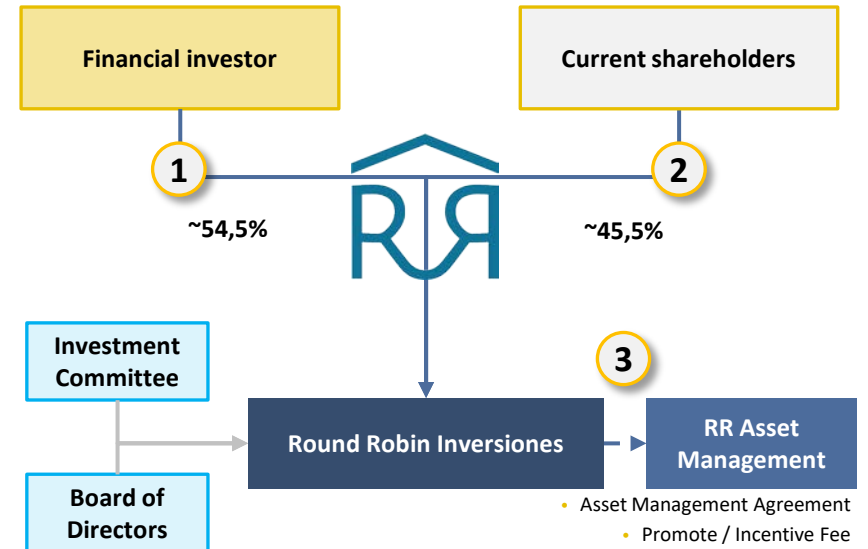 Financial investor
Current shareholders
1
2
~54,5%
~45,5%
RR
Investment
Committee
3
Round Robin Inversiones
RR Asset
Management
Board of
Directors
• Asset Management Agreement
• Promote / Incentive Fee